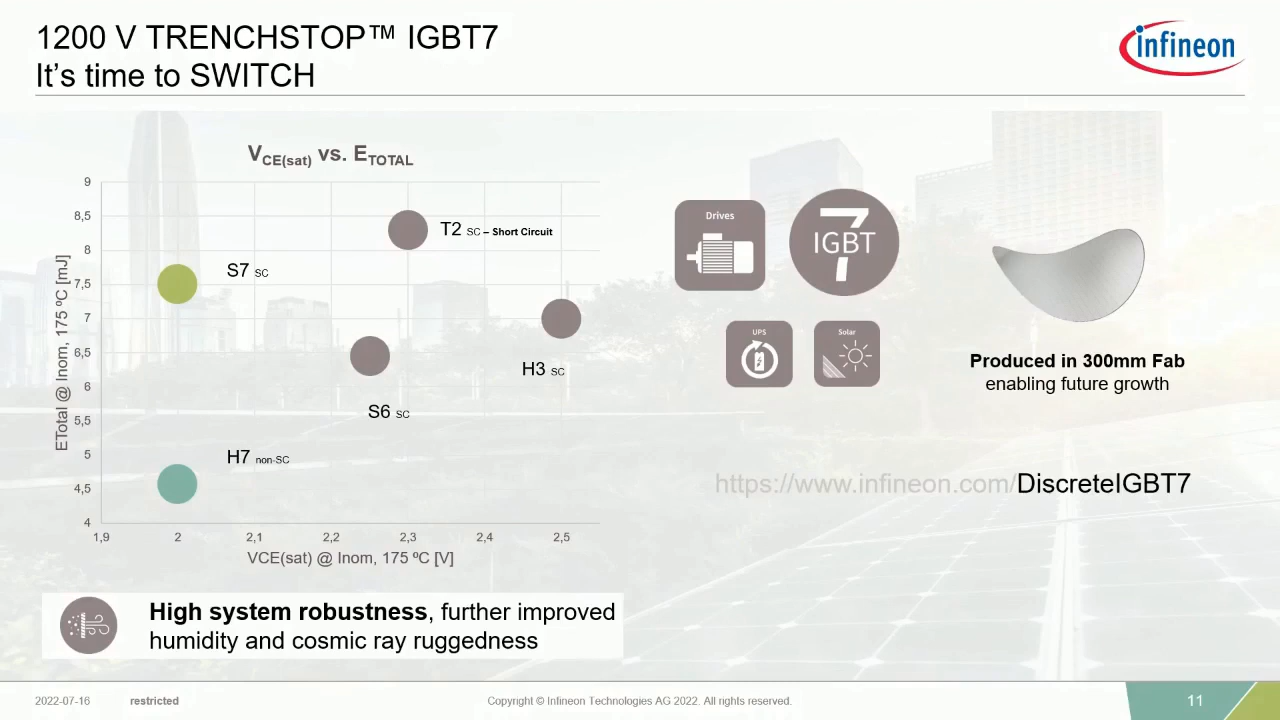 1200 V TRENCHSTOP™ IGBT7
It's time to SWITCH
infineon
VCE(sat) vs. ETOTAL
ETotal @ Inom, 175 ºC [mJ]
9
8,5
8
7,5
7
6,5
6
5,5
5
4,5
4
T2 SC – Short Circuit
S7 SC
H3 SC
S6 SC
H7 non-SC
1,9 2 2,1 2,2 2,3 2,4 2,5
VCE(sat) @ Inom, 175 ºC [V]
Drives
7
IGBT
UPS
Solar
Produced in 300mm Fab
enabling future growth
https://www.infineon.com/DiscreteIGBT7
High system robustness, further improved
humidity and cosmic ray ruggedness
2022-07-16 restricted Copyright © Infineon Technologies AG 2022. All rights reserved. 11